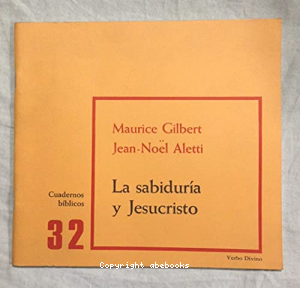 Maurice Gilbert
Jean-Noël Aletti
Cuadernos
bíblicos
32
La sabiduría
y Jesucristo
Verbo Divino
Copyright abebooks